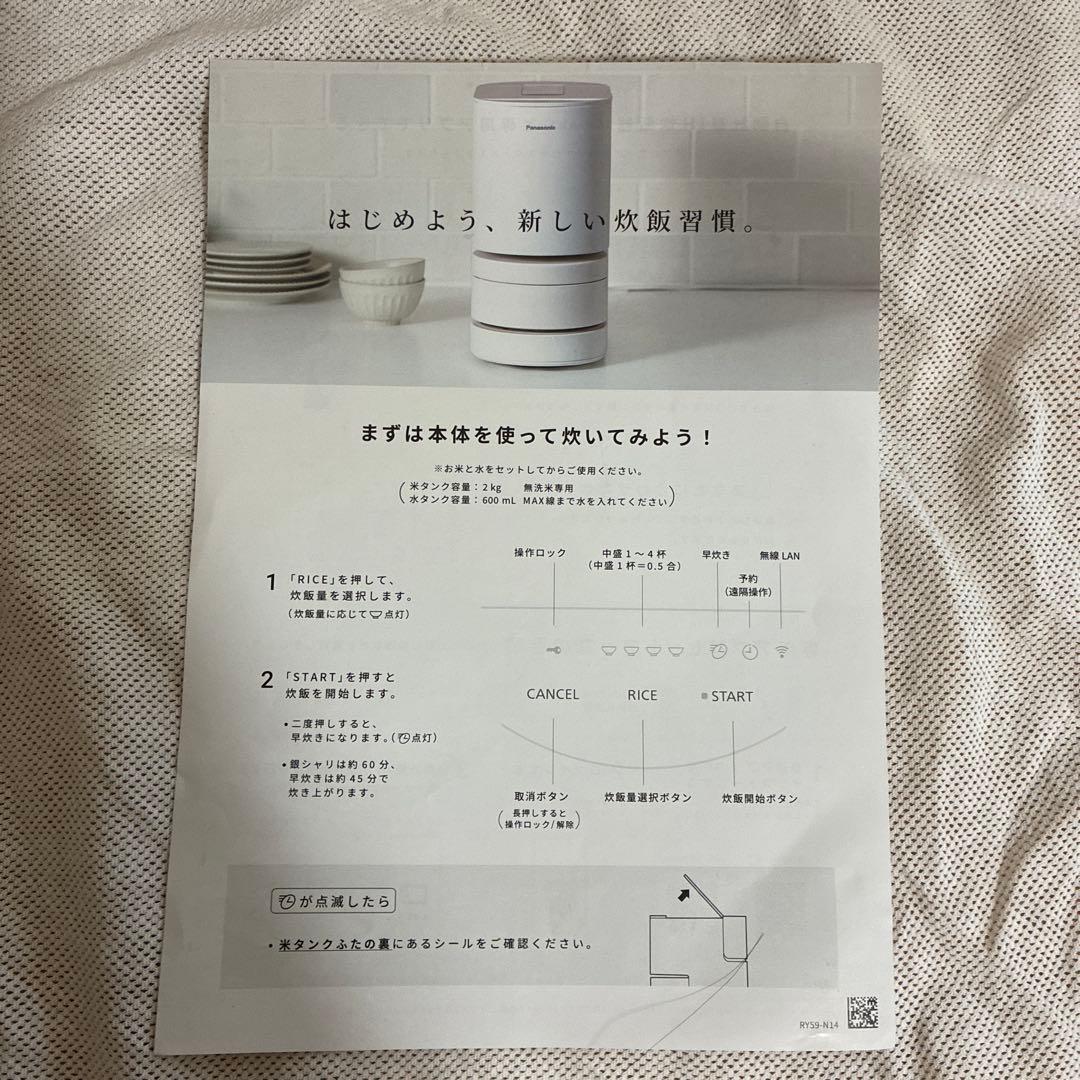 Panasonic
はじめよう、新しい炊飯習慣。
まずは本体を使って炊いてみよう！
※お米と水をセットしてからご使用ください。
（米タンク容量：2kg 無洗米専用
水タンク容量：600 mL MAX線まで水を入れてください）
1 「RICE」を押して、
炊飯量を選択します。
（炊飯量に応じて 点灯）
操作ロック
中盛1〜4杯
（中盛1杯＝0.5合）
早炊き
無線LAN
予約
（遠隔操作）
2 「START」を押すと
炊飯を開始します。
・二度押しすると、
早炊きになります。（点灯）
・銀シャリは約60分、
早炊きは約45分で
炊き上がります。
CANCEL RICE START
取消ボタン
（長押しすると
操作ロック/解除）
炊飯量選択ボタン
炊飯開始ボタン
が点滅したら
・米タンクふたの裏にあるシールをご確認ください。
RY59-N14